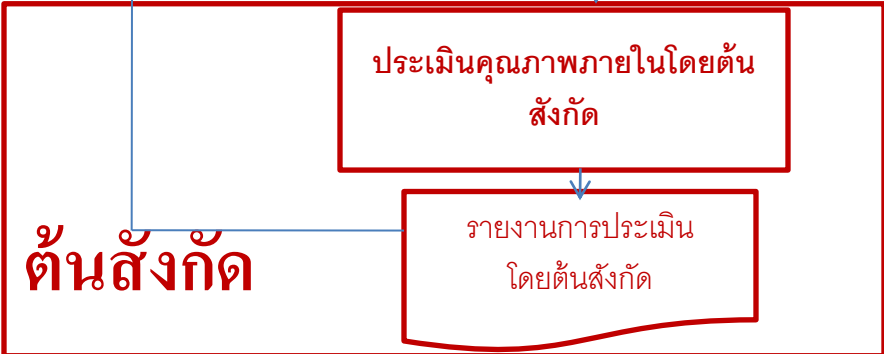 ประเมินคุณภาพภายในโดยต้น
สังกัด
รายงานการประเมิน
โดยต้นสังกัด
ต้นสังกัด